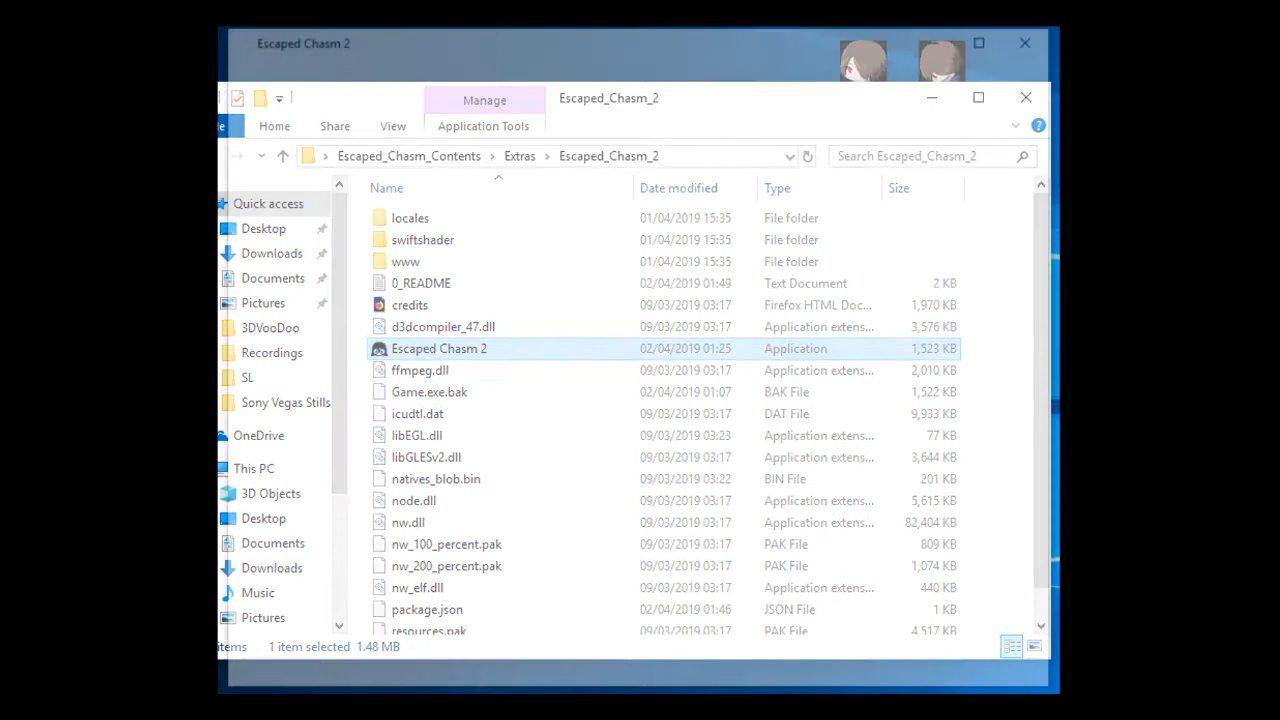 Escaped Chasm 2
Manage Escaped_Chasm_2
Home Share View Application Tools
Escaped_Chasm_Contents Extras Escaped_Chasm_2 Search Escaped_Chasm_2
Name Date modified Type Size
Quick access
Desktop
Downloads
Documents
Pictures
3DVooDoo
Recordings
SL
Sony Vegas Stills
OneDrive
This PC
3D Objects
Desktop
Documents
Downloads
Music
Pictures
locales 01/04/2019 15:35 File folder
swiftshader 01/04/2019 15:35 File folder
www 01/04/2019 15:35 File folder
0_README 02/04/2019 01:49 Text Document 2 KB
credits 09/03/2019 03:17 Firefox HTML Doc... 1,970 KB
d3dcompiler_47.dll 09/03/2019 03:17 Application extens... 3,576 KB
Escaped Chasm 2 02/04/2019 01:25 Application 1,523 KB
ffmpeg.dll 09/03/2019 03:17 Application extens... 2,010 KB
Game.exe.bak 02/04/2019 01:07 BAK File 1,522 KB
icudtl.dat 09/03/2019 03:17 DAT File 9,933 KB
libEGL.dll 09/03/2019 03:23 Application extens... 77 KB
libGLESv2.dll 09/03/2019 03:17 Application extens... 3,644 KB
natives_blob.bin 09/03/2019 03:22 BIN File 201 KB
node.dll 09/03/2019 03:17 Application extens... 5,615 KB
nw.dll 09/03/2019 03:17 Application extens... 82,404 KB
nw_100_percent.pak 09/03/2019 03:17 PAK File 809 KB
nw_200_percent.pak 09/03/2019 03:17 PAK File 1,074 KB
nw_elf.dll 09/03/2019 03:17 Application extens... 440 KB
package.json 02/04/2019 01:46 JSON File 1 KB
resources.pak 09/03/2019 03:17 PAK File 4,517 KB
items 1 item selected 1.48 MB